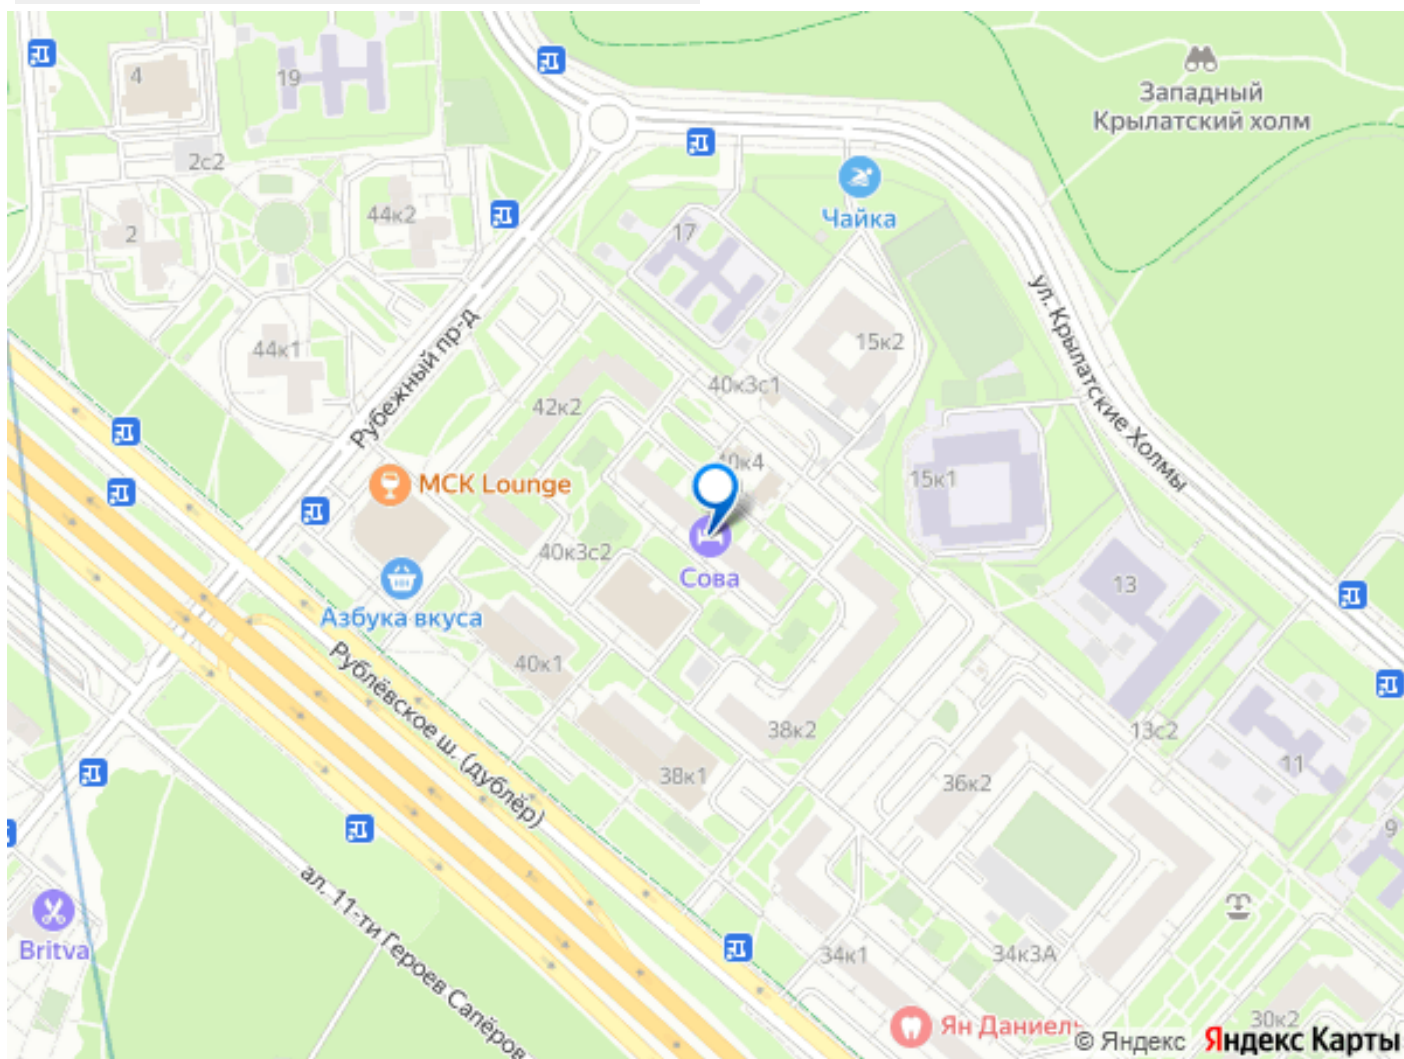 4
19
Западный
Крылатский холм
2с2
44к2
17
Чайка
2
ул. Крылатские Холмы
Рубежный пр-д
44к1
15к2
40к3с1
42к2
40к4
15к1
МСК Lounge
40к3с2
Сова
13
Азбука вкуса
40к1
Рублёвское ш. (дублёр)
38к2
13с2
11
38к1
36к2
9
ал. 11-ти Героев Сапёров
Britva
34к1
34к3А
Ян Даниель
30к2
© Яндекс Яндекс Карты